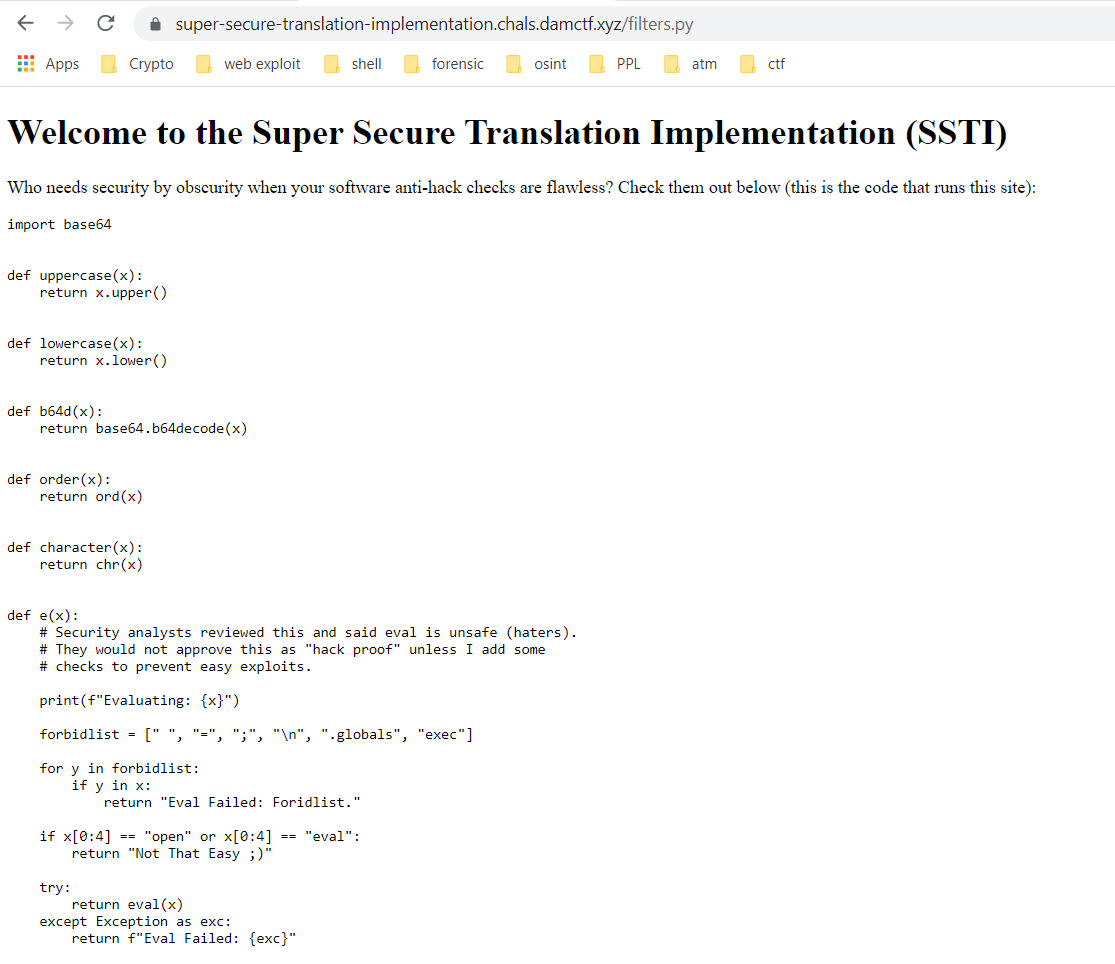 super-secure-translation-implementation.chals.damctf.xyz/filters.py
Apps Crypto web exploit shell forensic osint PPL atm ctf
Welcome to the Super Secure Translation Implementation (SSTI)
Who needs security by obscurity when your software anti-hack checks are flawless? Check them out below (this is the code that runs this site):
import base64
def uppercase(x):
    return x.upper()
def lowercase(x):
    return x.lower()
def b64d(x):
    return base64.b64decode(x)
def order(x):
    return ord(x)
def character(x):
    return chr(x)
def e(x):
    # Security analysts reviewed this and said eval is unsafe (haters).
    # They would not approve this as "hack proof" unless I add some
    # checks to prevent easy exploits.
    print(f"Evaluating: {x}")
    forbidlist = [" ", "=", ";", "\n", ".globals", "exec"]
    for y in forbidlist:
        if y in x:
            return "Eval Failed: Foridlist."
    if x[0:4] == "open" or x[0:4] == "eval":
        return "Not That Easy ;)"
    try:
        return eval(x)
    except Exception as exc:
        return f"Eval Failed: {exc}"